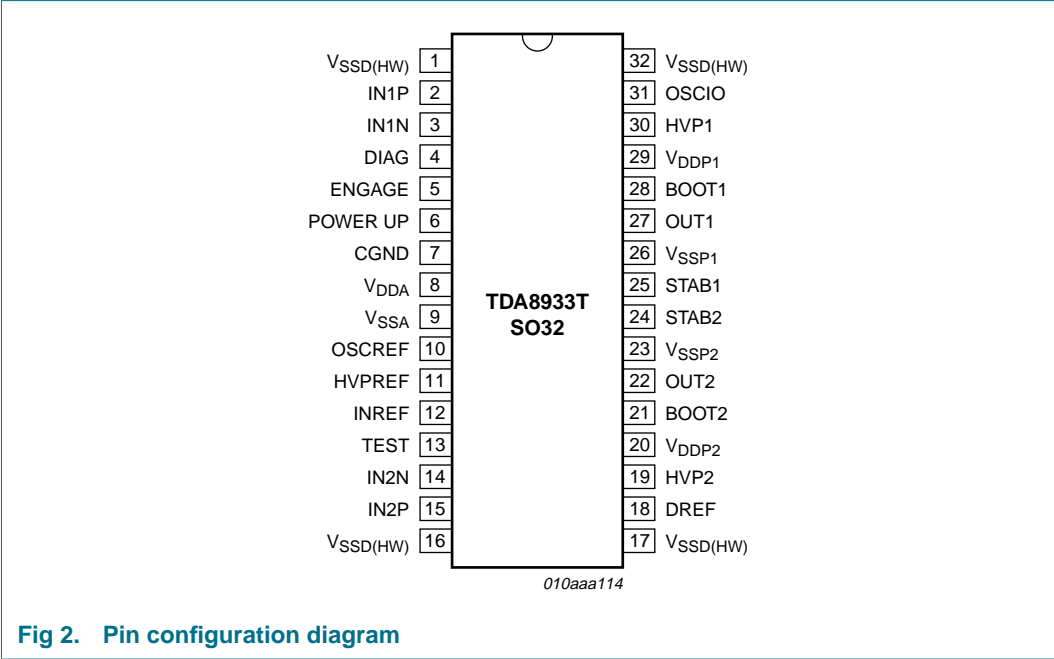 V_SSD(HW) 1 32 V_SSD(HW)
IN1P 2 31 OSCIO
IN1N 3 30 HVP1
DIAG 4 29 V_DDP1
ENGAGE 5 28 BOOT1
POWER UP 6 27 OUT1
CGND 7 26 V_SSP1
V_DDA 8 25 STAB1
TDA8933T
V_SSA 9 24 STAB2
SO32
OSCREF 10 23 V_SSP2
HVPREF 11 22 OUT2
INREF 12 21 BOOT2
TEST 13 20 V_DDP2
IN2N 14 19 HVP2
IN2P 15 18 DREF
V_SSD(HW) 16 17 V_SSD(HW)
010aaa114
Fig 2. Pin configuration diagram